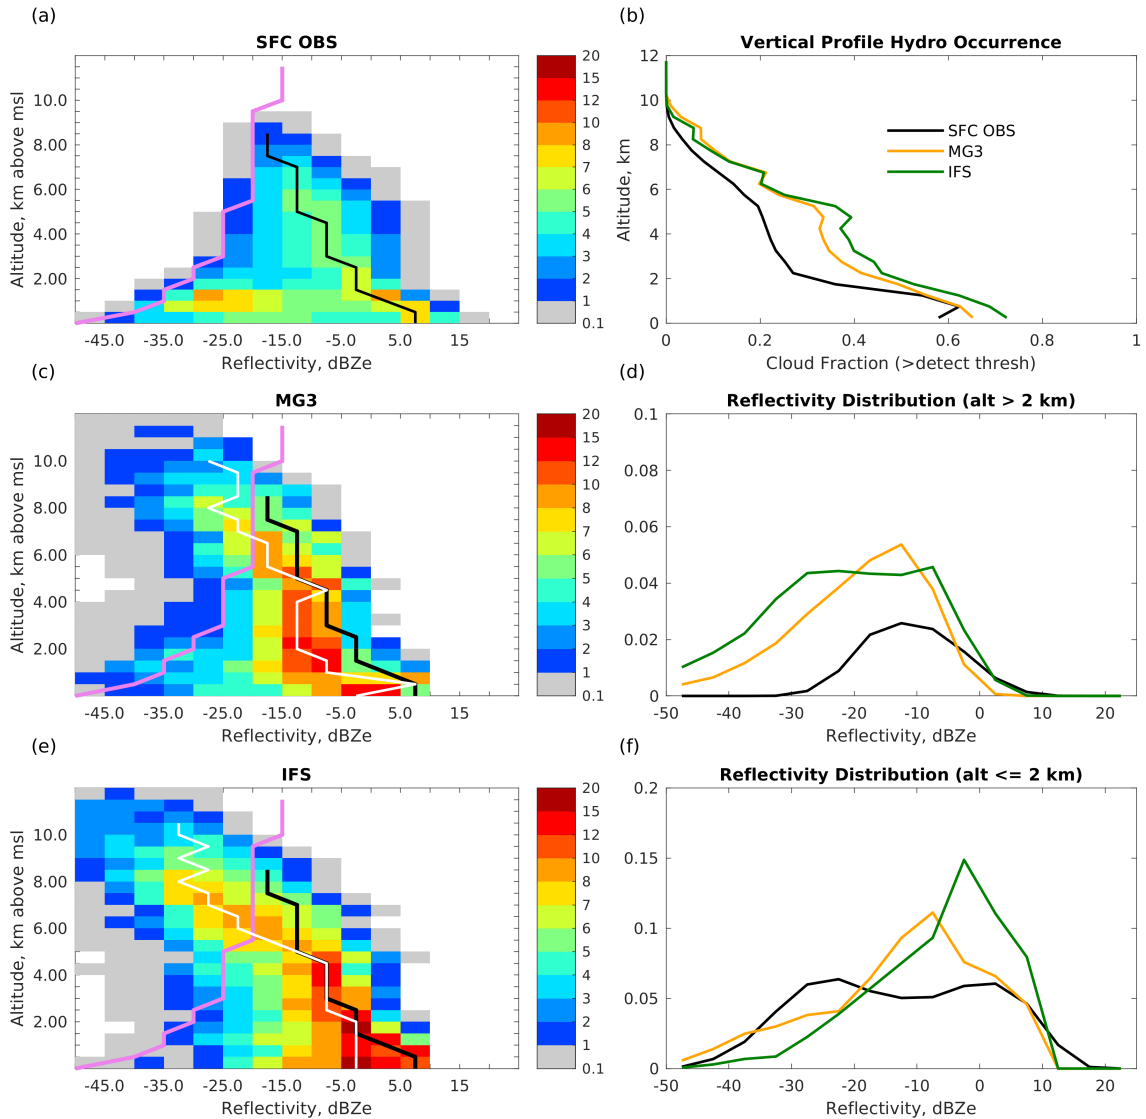 (a)
SFC OBS
Altitude, km above msl
10.0
8.00
6.00
4.00
2.00
-45.0 -35.0 -25.0 -15.0 -5.0 5.0 15
Reflectivity, dBZe
20
15
12
10
8
7
6
5
4
3
2
1
0.1
(b)
Vertical Profile Hydro Occurrence
Altitude, km
12
10
8
6
4
2
0
0 0.2 0.4 0.6 0.8 1
Cloud Fraction (>detect thresh)
SFC OBS
MG3
IFS
(c)
MG3
Altitude, km above msl
10.0
8.00
6.00
4.00
2.00
-45.0 -35.0 -25.0 -15.0 -5.0 5.0 15
Reflectivity, dBZe
20
15
12
10
8
7
6
5
4
3
2
1
0.1
(d)
Reflectivity Distribution (alt > 2 km)
0.1
0.08
0.06
0.04
0.02
0
-50 -40 -30 -20 -10 0 10 20
Reflectivity, dBZe
(e)
IFS
Altitude, km above msl
10.0
8.00
6.00
4.00
2.00
-45.0 -35.0 -25.0 -15.0 -5.0 5.0 15
Reflectivity, dBZe
20
15
12
10
8
7
6
5
4
3
2
1
0.1
(f)
Reflectivity Distribution (alt <= 2 km)
0.2
0.15
0.1
0.05
0
-50 -40 -30 -20 -10 0 10 20
Reflectivity, dBZe